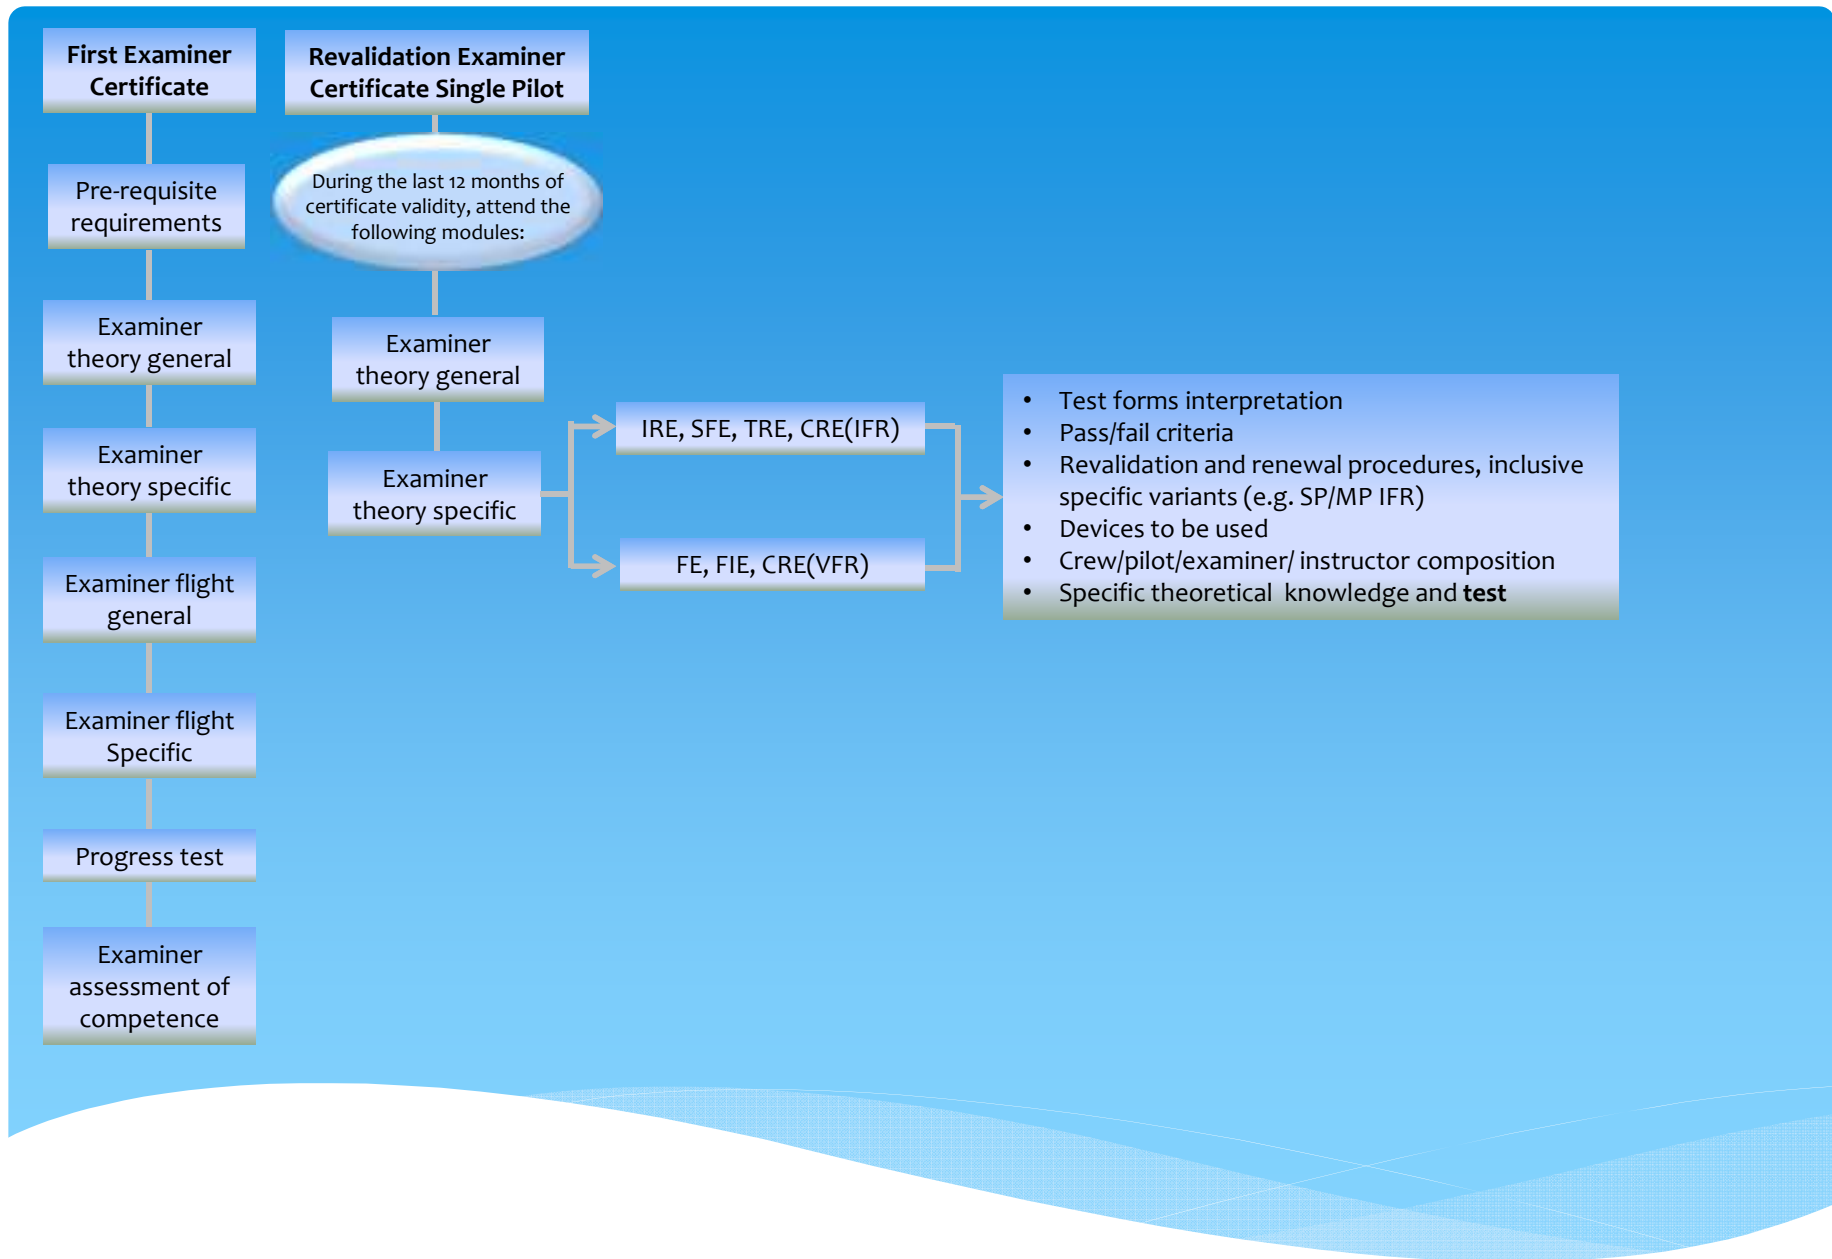 First Examiner
Certificate
Pre-requisite
requirements
Examiner
theory general
Examiner
theory specific
Examiner flight
general
Examiner flight
Specific
Progress test
Examiner
assessment of
competence
Revalidation Examiner
Certificate Single Pilot
During the last 12 months of
certificate validity, attend the
following modules:
Examiner
theory general
Examiner
theory specific
IRE, SFE, TRE, CRE(IFR)
FE, FIE, CRE(VFR)
• Test forms interpretation
• Pass/fail criteria
• Revalidation and renewal procedures, inclusive
specific variants (e.g. SP/MP IFR)
• Devices to be used
• Crew/pilot/examiner/ instructor composition
• Specific theoretical knowledge and test